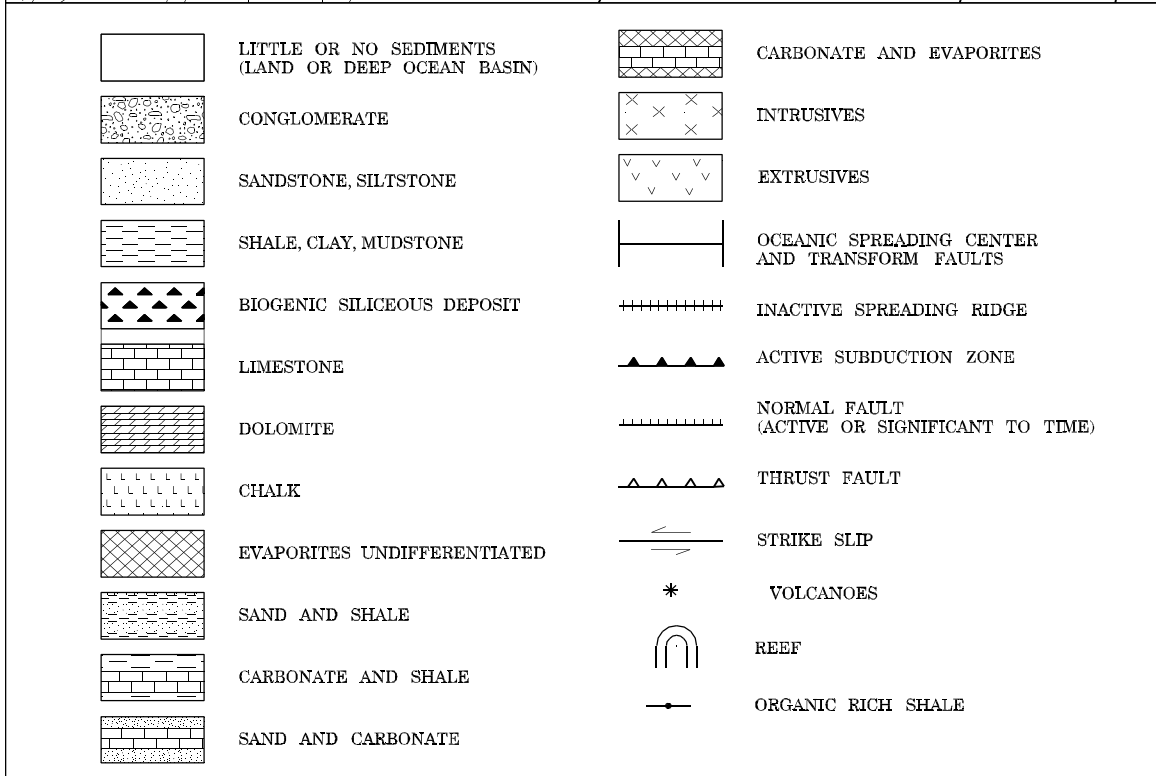 LITTLE OR NO SEDIMENTS
(LAND OR DEEP OCEAN BASIN)
CONGLOMERATE
SANDSTONE, SILTSTONE
SHALE, CLAY, MUDSTONE
BIOGENIC SILICEOUS DEPOSIT
LIMESTONE
DOLOMITE
CHALK
EVAPORITES UNDIFFERENTIATED
SAND AND SHALE
CARBONATE AND SHALE
SAND AND CARBONATE
CARBONATE AND EVAPORITES
INTRUSIVES
EXTRUSIVES
OCEANIC SPREADING CENTER
AND TRANSFORM FAULTS
INACTIVE SPREADING RIDGE
ACTIVE SUBDUCTION ZONE
NORMAL FAULT
(ACTIVE OR SIGNIFICANT TO TIME)
THRUST FAULT
STRIKE SLIP
VOLCANOES
REEF
ORGANIC RICH SHALE